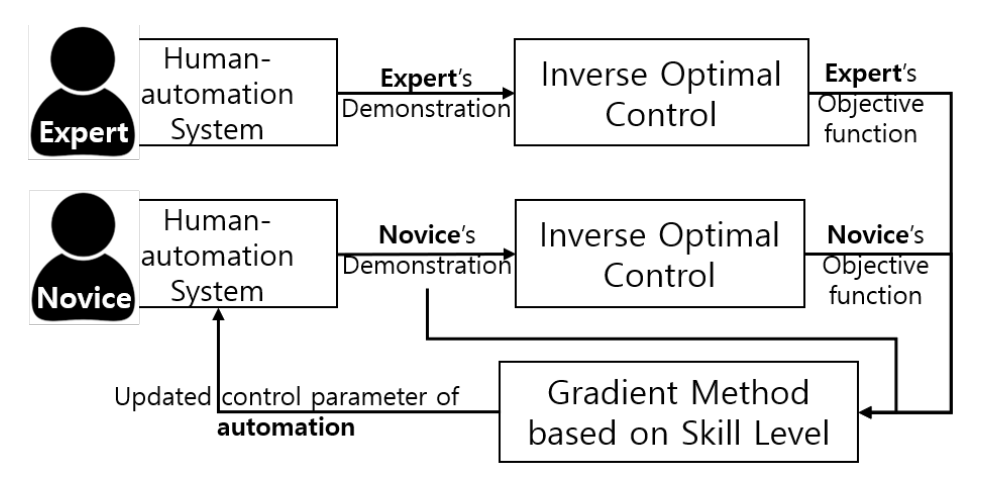 Expert
Human-
automation
System
Expert's
Demonstration
Inverse Optimal
Control
Expert's
Objective
function
Novice
Human-
automation
System
Novice's
Demonstration
Inverse Optimal
Control
Novice's
Objective
function
Updated control parameter of
automation
Gradient Method
based on Skill Level